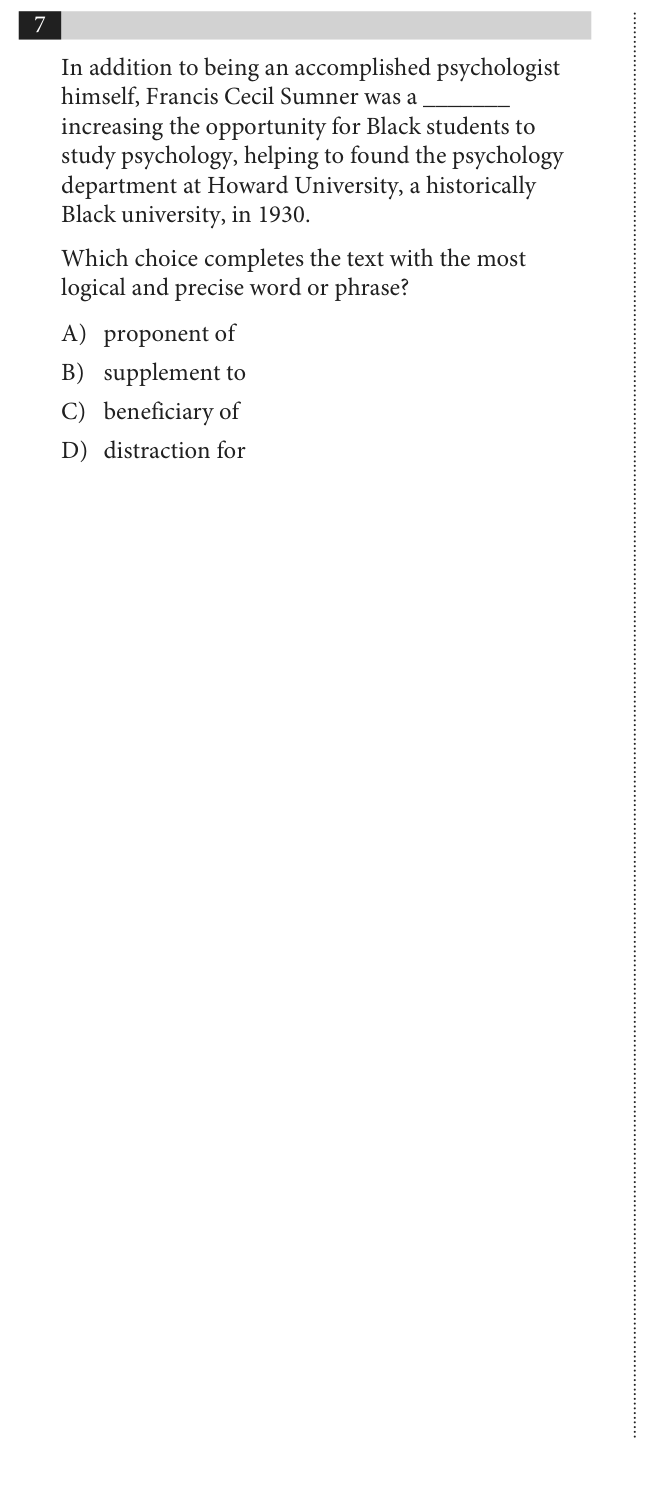 7
In addition to being an accomplished psychologist
himself, Francis Cecil Sumner was a _______
increasing the opportunity for Black students to
study psychology, helping to found the psychology
department at Howard University, a historically
Black university, in 1930.
Which choice completes the text with the most
logical and precise word or phrase?
A) proponent of
B) supplement to
C) beneficiary of
D) distraction for